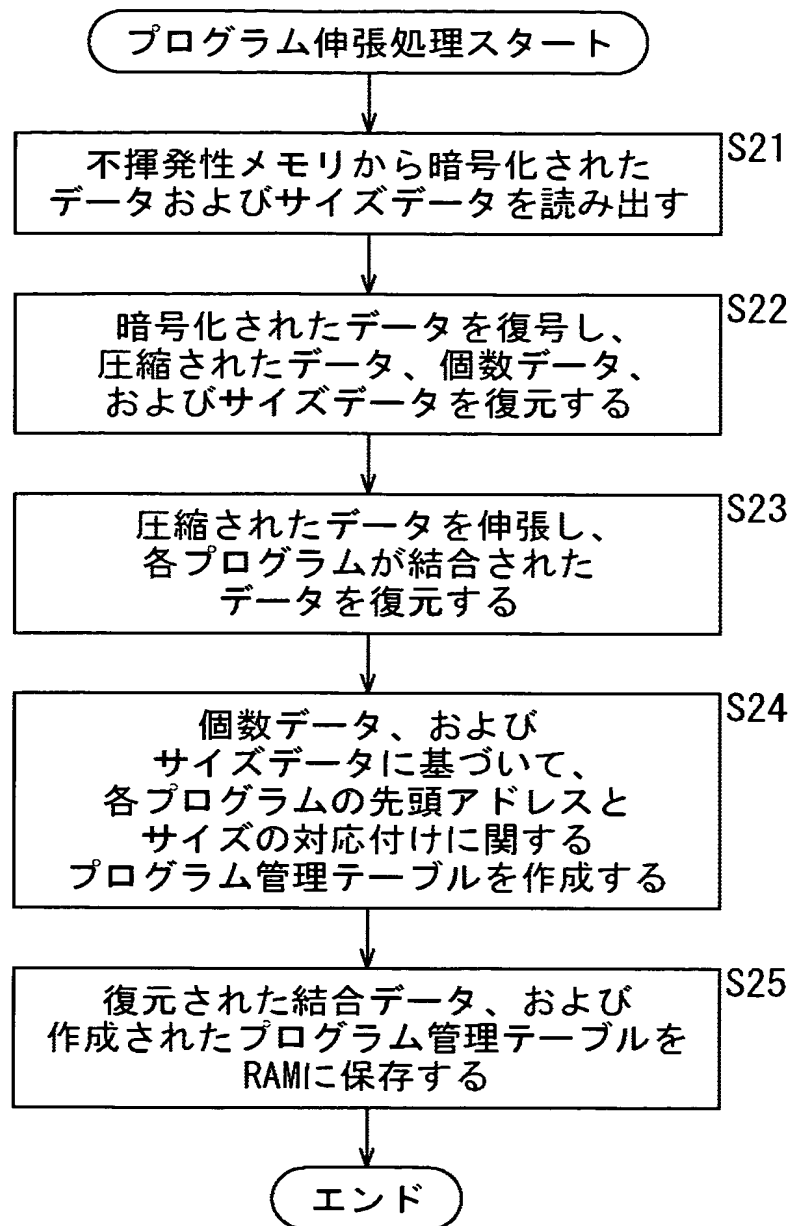 プログラム伸張処理スタート
S21
不揮発性メモリから暗号化された
データおよびサイズデータを読み出す
S22
暗号化されたデータを復号し、
圧縮されたデータ、個数データ、
およびサイズデータを復元する
S23
圧縮されたデータを伸張し、
各プログラムが結合された
データを復元する
S24
個数データ、および
サイズデータに基づいて、
各プログラムの先頭アドレスと
サイズの対応付けに関する
プログラム管理テーブルを作成する
S25
復元された結合データ、および
作成されたプログラム管理テーブルを
RAMに保存する
エンド